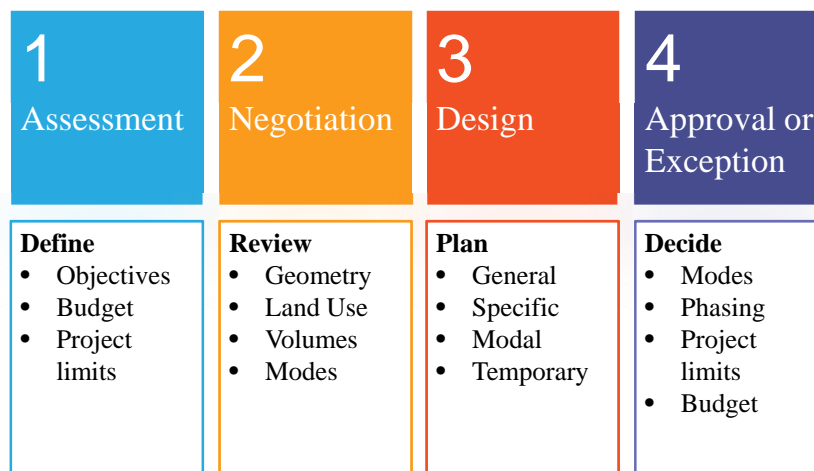 1
Assessment
2
Negotiation
3
Design
4
Approval or
Exception
Define
• Objectives
• Budget
• Project
limits
Review
• Geometry
• Land Use
• Volumes
• Modes
Plan
• General
• Specific
• Modal
• Temporary
Decide
• Modes
• Phasing
• Project
limits
• Budget